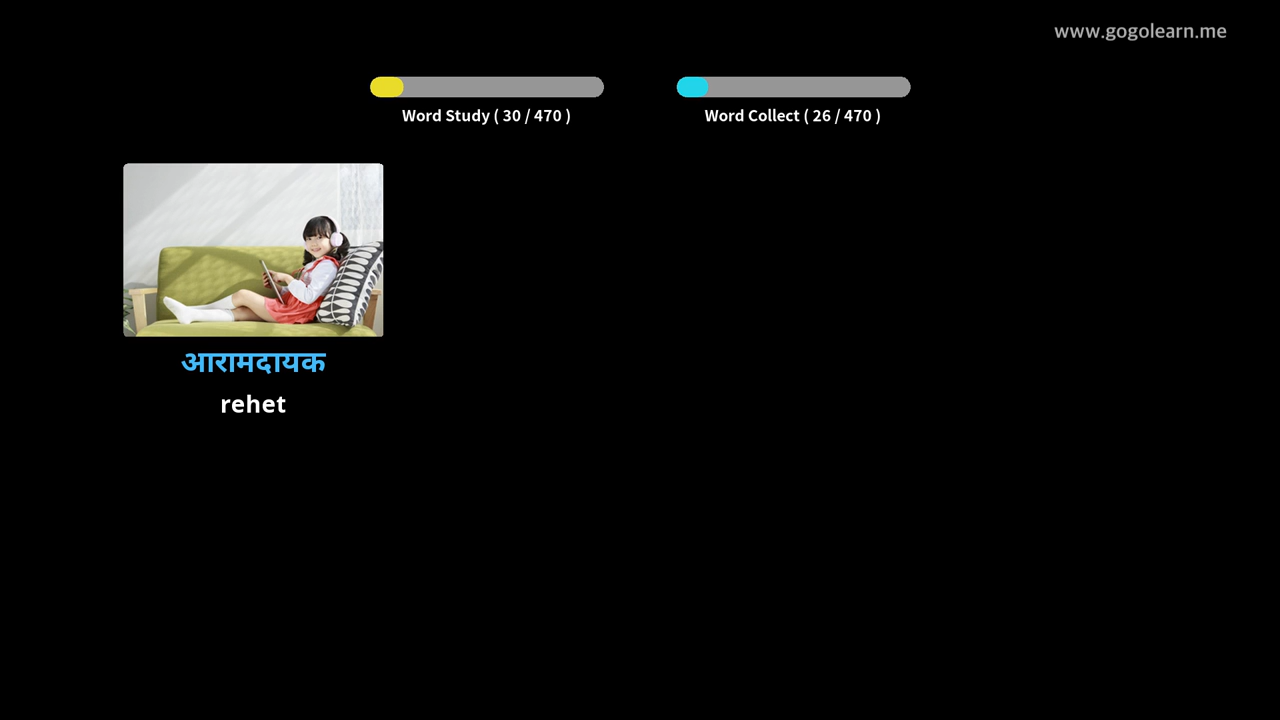 www.gogolearn.me
Word Study ( 30 / 470 )
Word Collect ( 26 / 470 )
आरामदायक
rehet